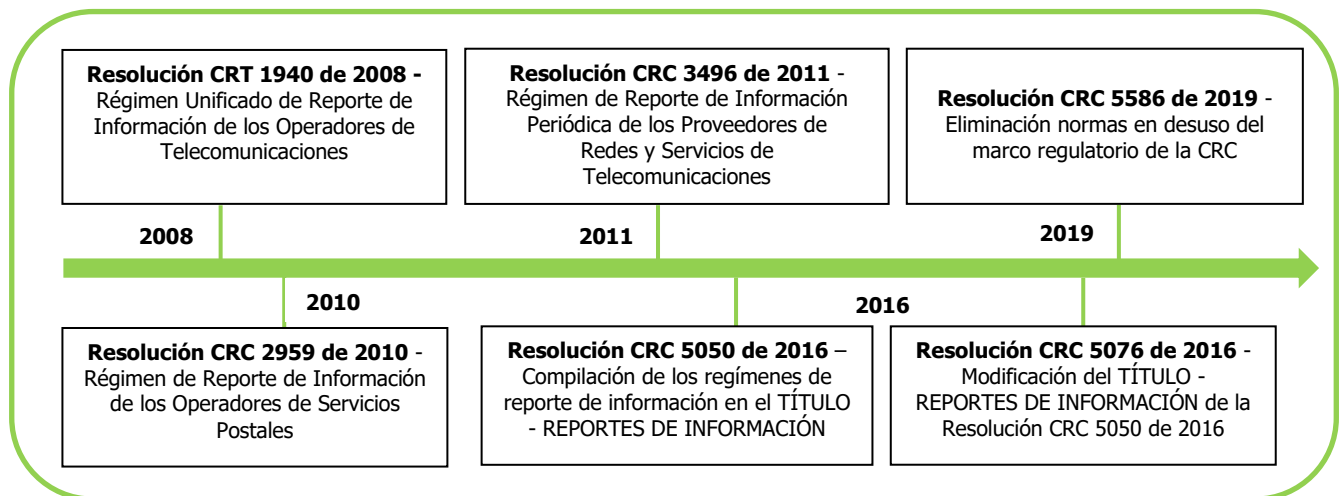 Resolución CRT 1940 de 2008 -
Régimen Unificado de Reporte de
Información de los Operadores de
Telecomunicaciones
Resolución CRC 3496 de 2011 -
Régimen de Reporte de Información
Periódica de los Proveedores de
Redes y Servicios de
Telecomunicaciones
Resolución CRC 5586 de 2019 -
Eliminación normas en desuso del
marco regulatorio de la CRC
2008
2011
2019
2010
2016
Resolución CRC 2959 de 2010 -
Régimen de Reporte de Información
de los Operadores de Servicios
Postales
Resolución CRC 5050 de 2016 –
Compilación de los regímenes de
reporte de información en el TÍTULO
- REPORTES DE INFORMACIÓN
Resolución CRC 5076 de 2016 -
Modificación del TÍTULO -
REPORTES DE INFORMACIÓN de la
Resolución CRC 5050 de 2016